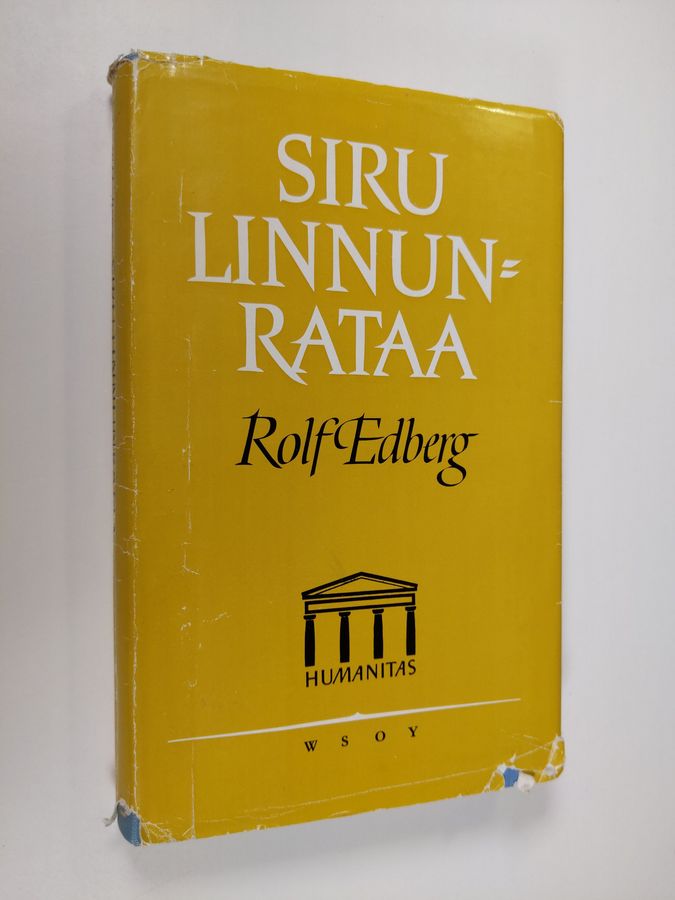 SIRU
LINNUN=
RATAA
Rolf Edberg
HUMANITAS
WSOY